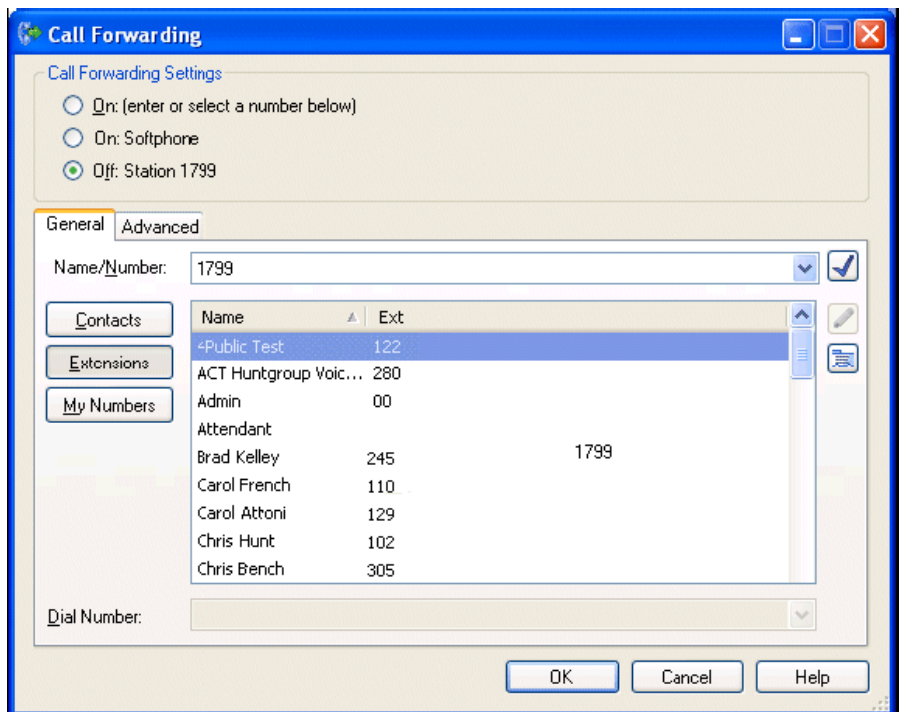 Call Forwarding
Call Forwarding Settings
On: (enter or select a number below)
On: Softphone
Off: Station 1799
General Advanced
Name/Number: 1799
Contacts
Extensions
My Numbers
Name Ext
4Public Test 122
ACT Huntgroup Voic... 280
Admin 00
Attendant
Brad Kelley 245 1799
Carol French 110
Carol Attoni 129
Chris Hunt 102
Chris Bench 305
Dial Number:
OK Cancel Help